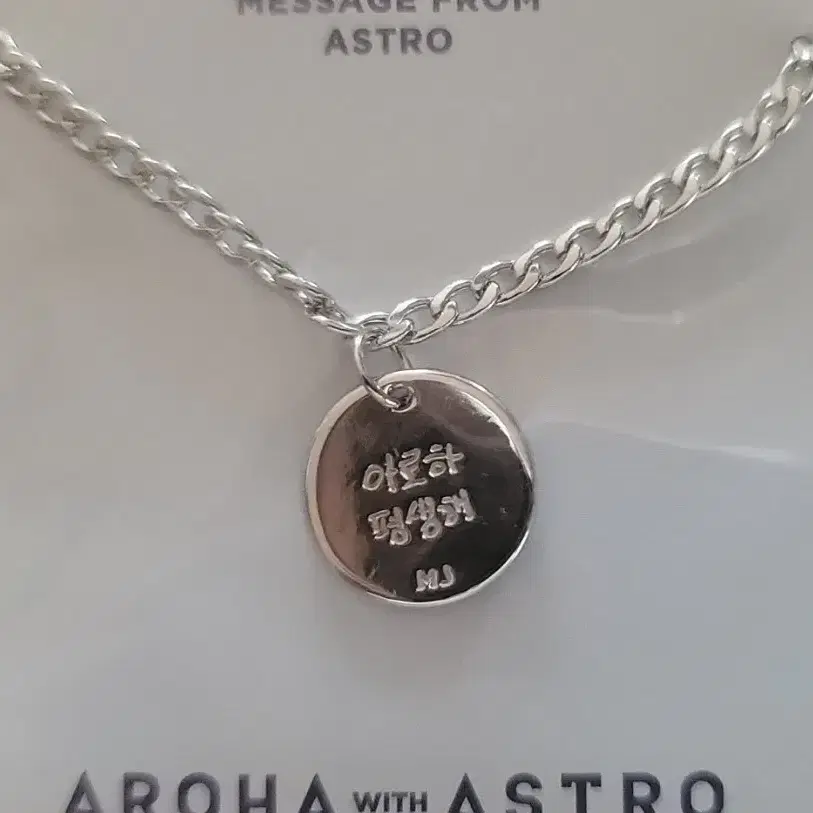 MESSAGE FROM
ASTRO
아로하
평생해
MJ
AROHA WITH ASTRO